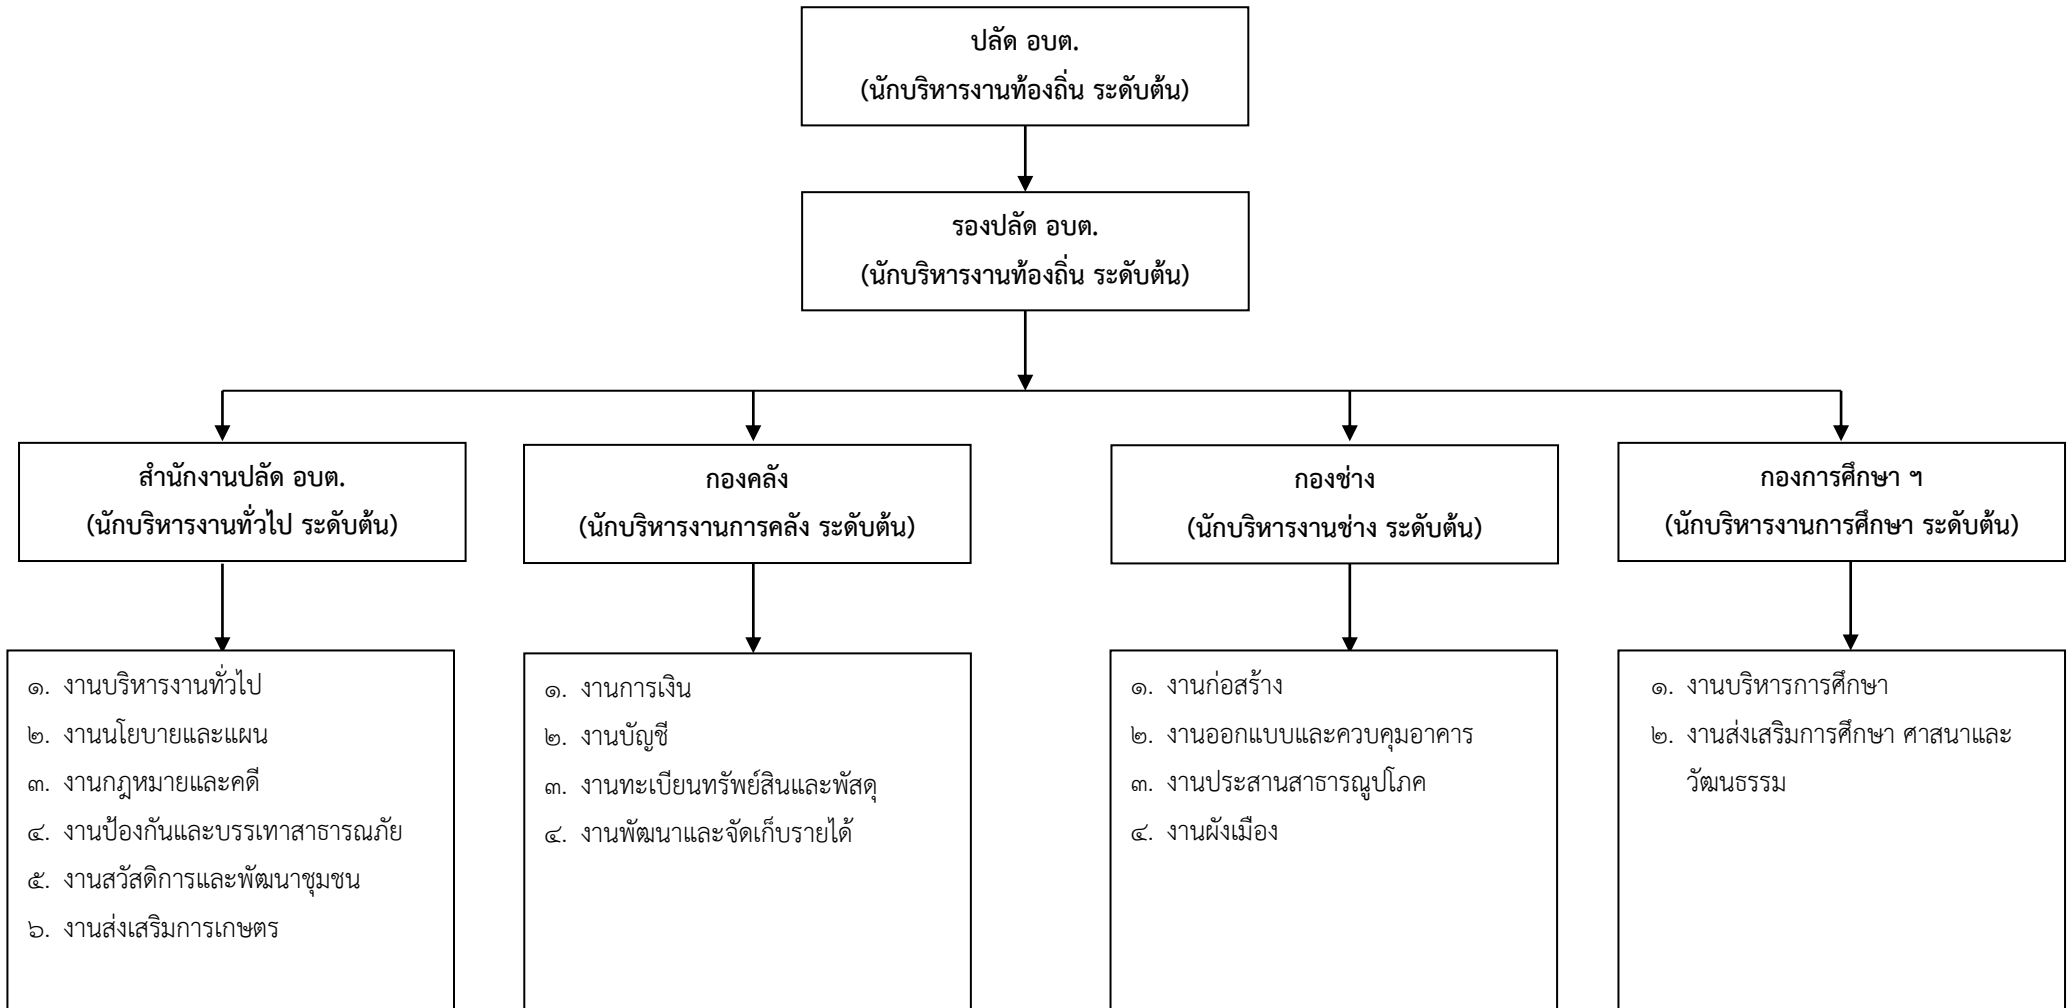 ปลัด อบต.
(นักบริหารงานท้องถิ่น ระดับต้น)
รองปลัด อบต.
(นักบริหารงานท้องถิ่น ระดับต้น)
สำนักงานปลัด อบต.
(นักบริหารงานทั่วไป ระดับต้น)
กองคลัง
(นักบริหารงานการคลัง ระดับต้น)
กองช่าง
(นักบริหารงานช่าง ระดับต้น)
กองการศึกษา ฯ
(นักบริหารงานการศึกษา ระดับต้น)
๑. งานบริหารงานทั่วไป
๒. งานนโยบายและแผน
๓. งานกฎหมายและคดี
๔. งานป้องกันและบรรเทาสาธารณภัย
๕. งานสวัสดิการและพัฒนาชุมชน
๖. งานส่งเสริมการเกษตร
๑. งานการเงิน
๒. งานบัญชี
๓. งานทะเบียนทรัพย์สินและพัสดุ
๔. งานพัฒนาและจัดเก็บรายได้
๑. งานก่อสร้าง
๒. งานออกแบบและควบคุมอาคาร
๓. งานประสานสาธารณูปโภค
๔. งานผังเมือง
๑. งานบริหารการศึกษา
๒. งานส่งเสริมการศึกษา ศาสนาและ
วัฒนธรรม